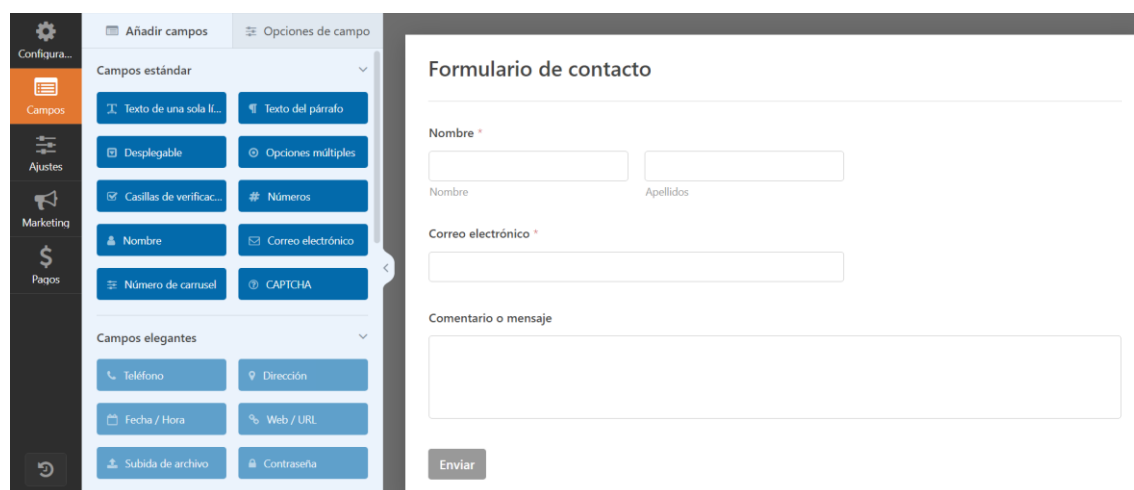 Configura...
Campos
Ajustes
Marketing
Pagos
Añadir campos
Opciones de campo
Campos estándar
Texto de una sola lí...
Texto del párrafo
Desplegable
Opciones múltiples
Casillas de verificac...
Números
Nombre
Correo electrónico
Número de carrusel
CAPTCHA
Campos elegantes
Teléfono
Dirección
Fecha / Hora
Web / URL
Subida de archivo
Contraseña
Formulario de contacto
Nombre *
Nombre
Apellidos
Correo electrónico *
Comentario o mensaje
Enviar